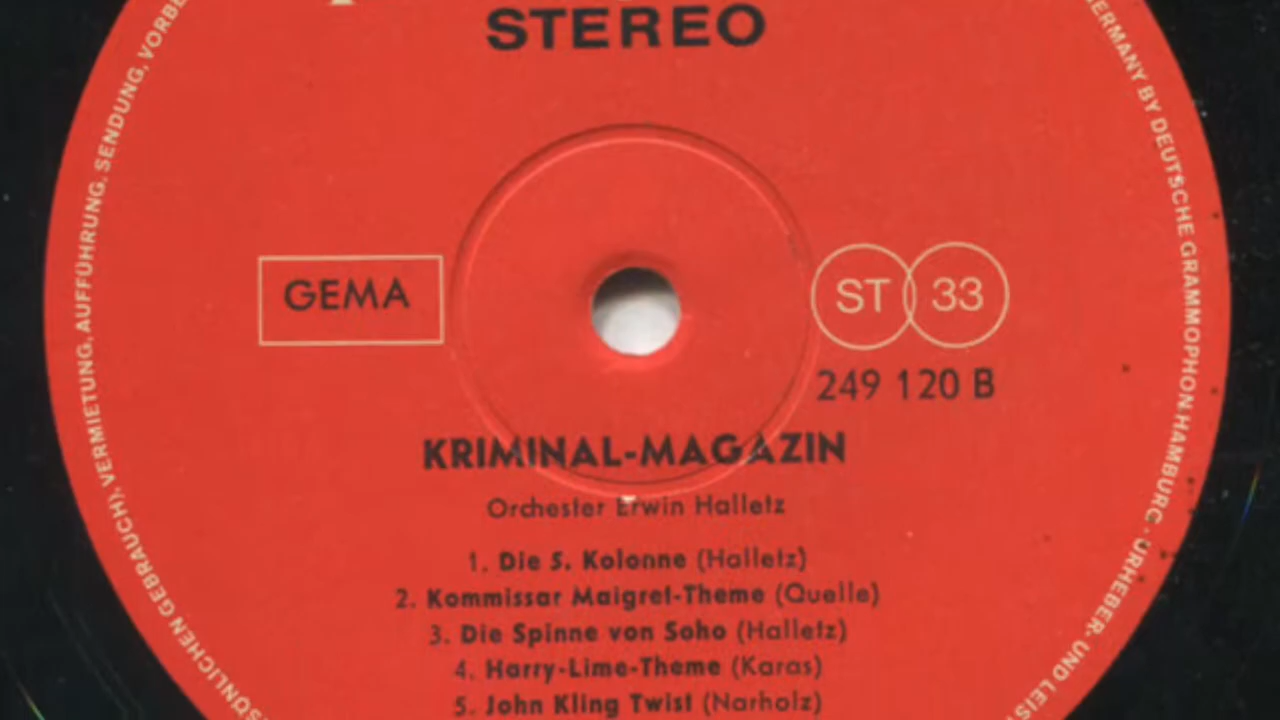 STEREO
GEMA
ST 33
249 120 B
KRIMINAL-MAGAZIN
Orchester Erwin Halletz
1. Die 5. Kolonne (Halletz)
2. Kommissar Maigret-Theme (Quelle)
3. Die Spinne von Soho (Halletz)
4. Harry-Lime-Theme (Karas)
5. John Kling Twist (Narholz)
GEBRAUCH), VERMIETUNG, AUFFÜHRUNG, SENDUNG,
BY DEUTSCHE GRAMMOPHON HAMBURG · URHEBER- UND